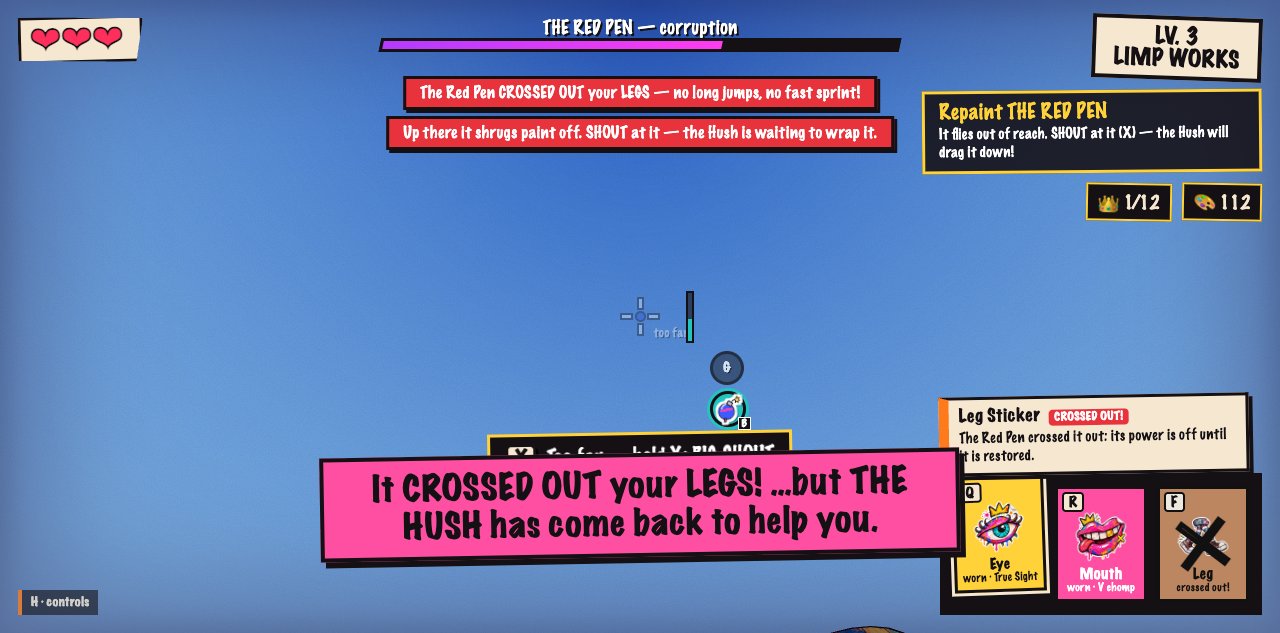 THE RED PEN — corruption
LV. 3
LIMP WORKS
The Red Pen CROSSED OUT your LEGS — no long jumps, no fast sprint!
Up there it shrugs paint off. SHOUT at it — the Hush is waiting to wrap it.
Repaint THE RED PEN
It flies out of reach. SHOUT at it (X) — the Hush will
drag it down!
1/12
112
too far
G
It CROSSED OUT your LEGS! ...but THE
HUSH has come back to help you.
Leg Sticker CROSSED OUT!
The Red Pen crossed it out: its power is off until
it is restored.
Q
Eye
worn · True Sight
R
Mouth
worn · Y chomp
F
Leg
crossed out!
H · controls